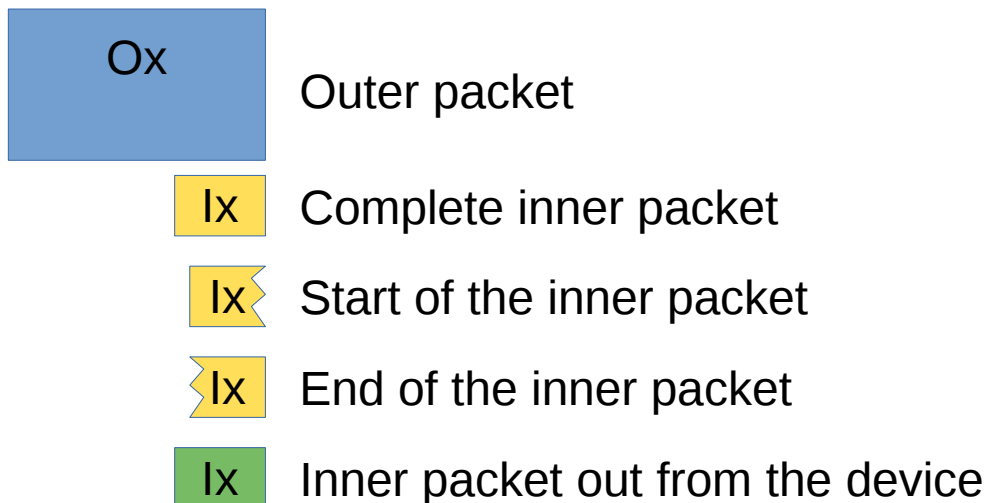 Ox
Outer packet
Ix Complete inner packet
Ix Start of the inner packet
Ix End of the inner packet
Ix Inner packet out from the device